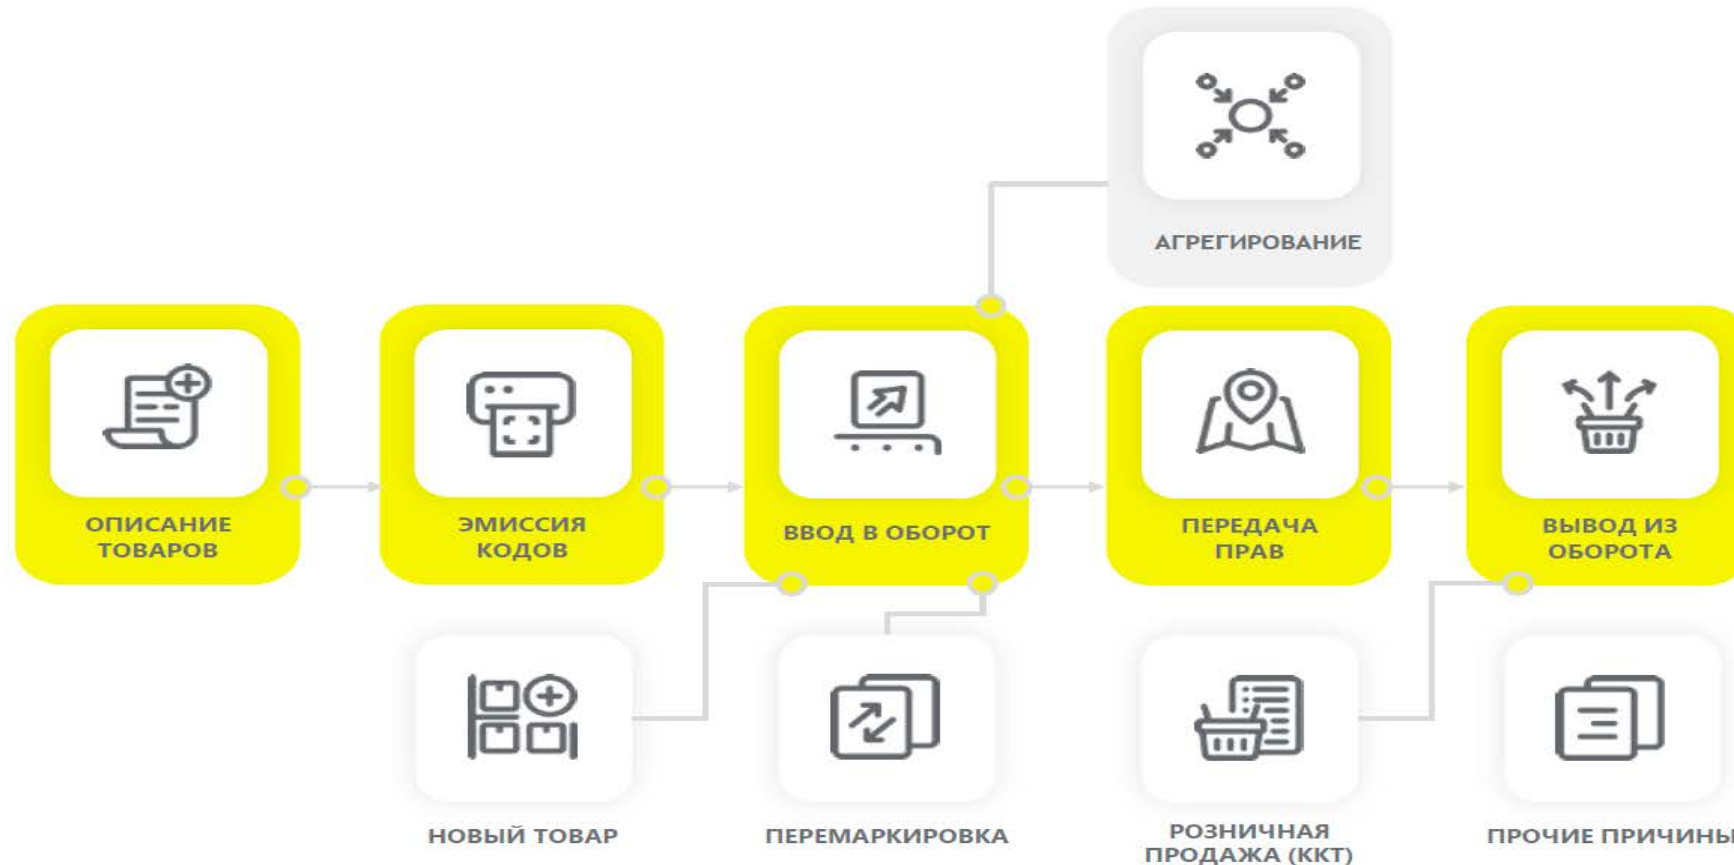 АГРЕГИРОВАНИЕ
ОПИСАНИЕ
ТОВАРОВ
ЭМИССИЯ
КОДОВ
ВВОД В ОБОРОТ
ПЕРЕДАЧА
ПРАВ
ВЫВОД ИЗ
ОБОРОТА
НОВЫЙ ТОВАР
ПЕРЕМАРКИРОВКА
РОЗНИЧНАЯ
ПРОДАЖА (ККТ)
ПРОЧИЕ ПРИЧИНЫ